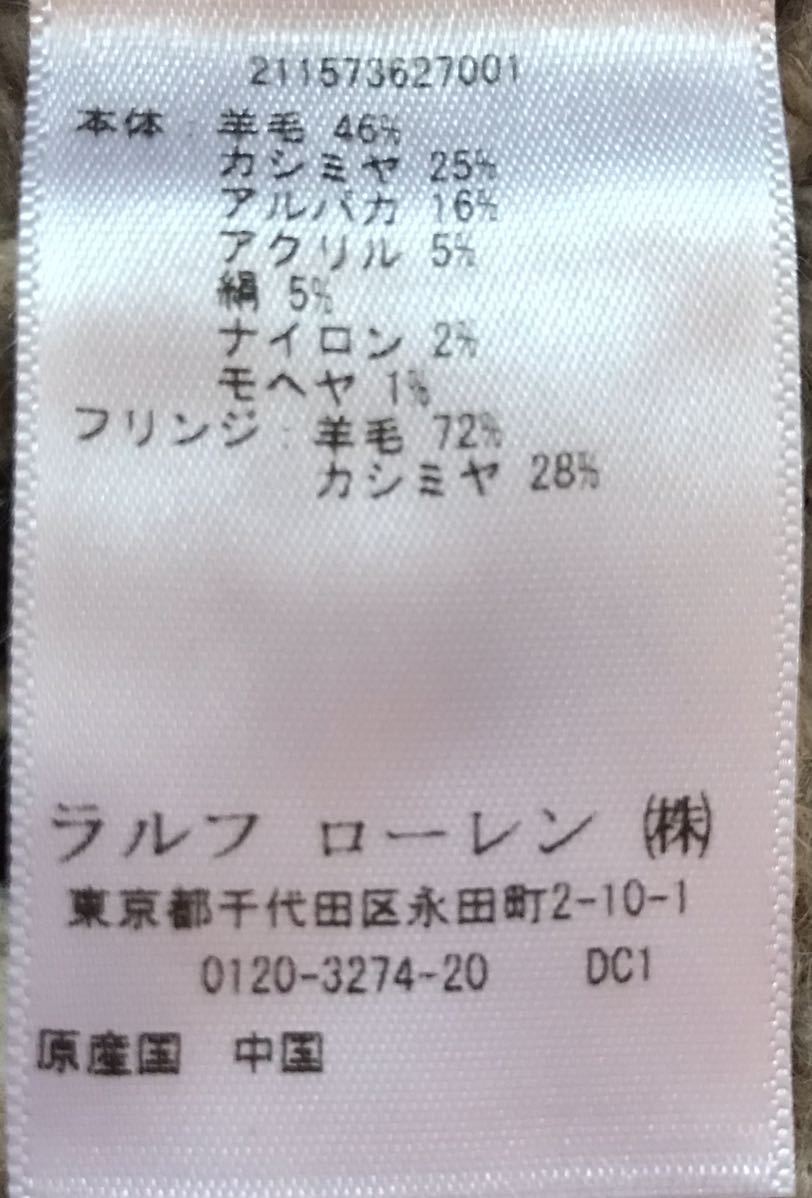 211573627001
本体：羊毛 46%
カシミヤ 25%
アルパカ 16%
アクリル 5%
絹 5%
ナイロン 2%
モヘヤ 1%
フリンジ：羊毛 72%
カシミヤ 28%
ラルフ ローレン ㈱
東京都千代田区永田町2-10-1
0120-3274-20 DC1
原産国 中国